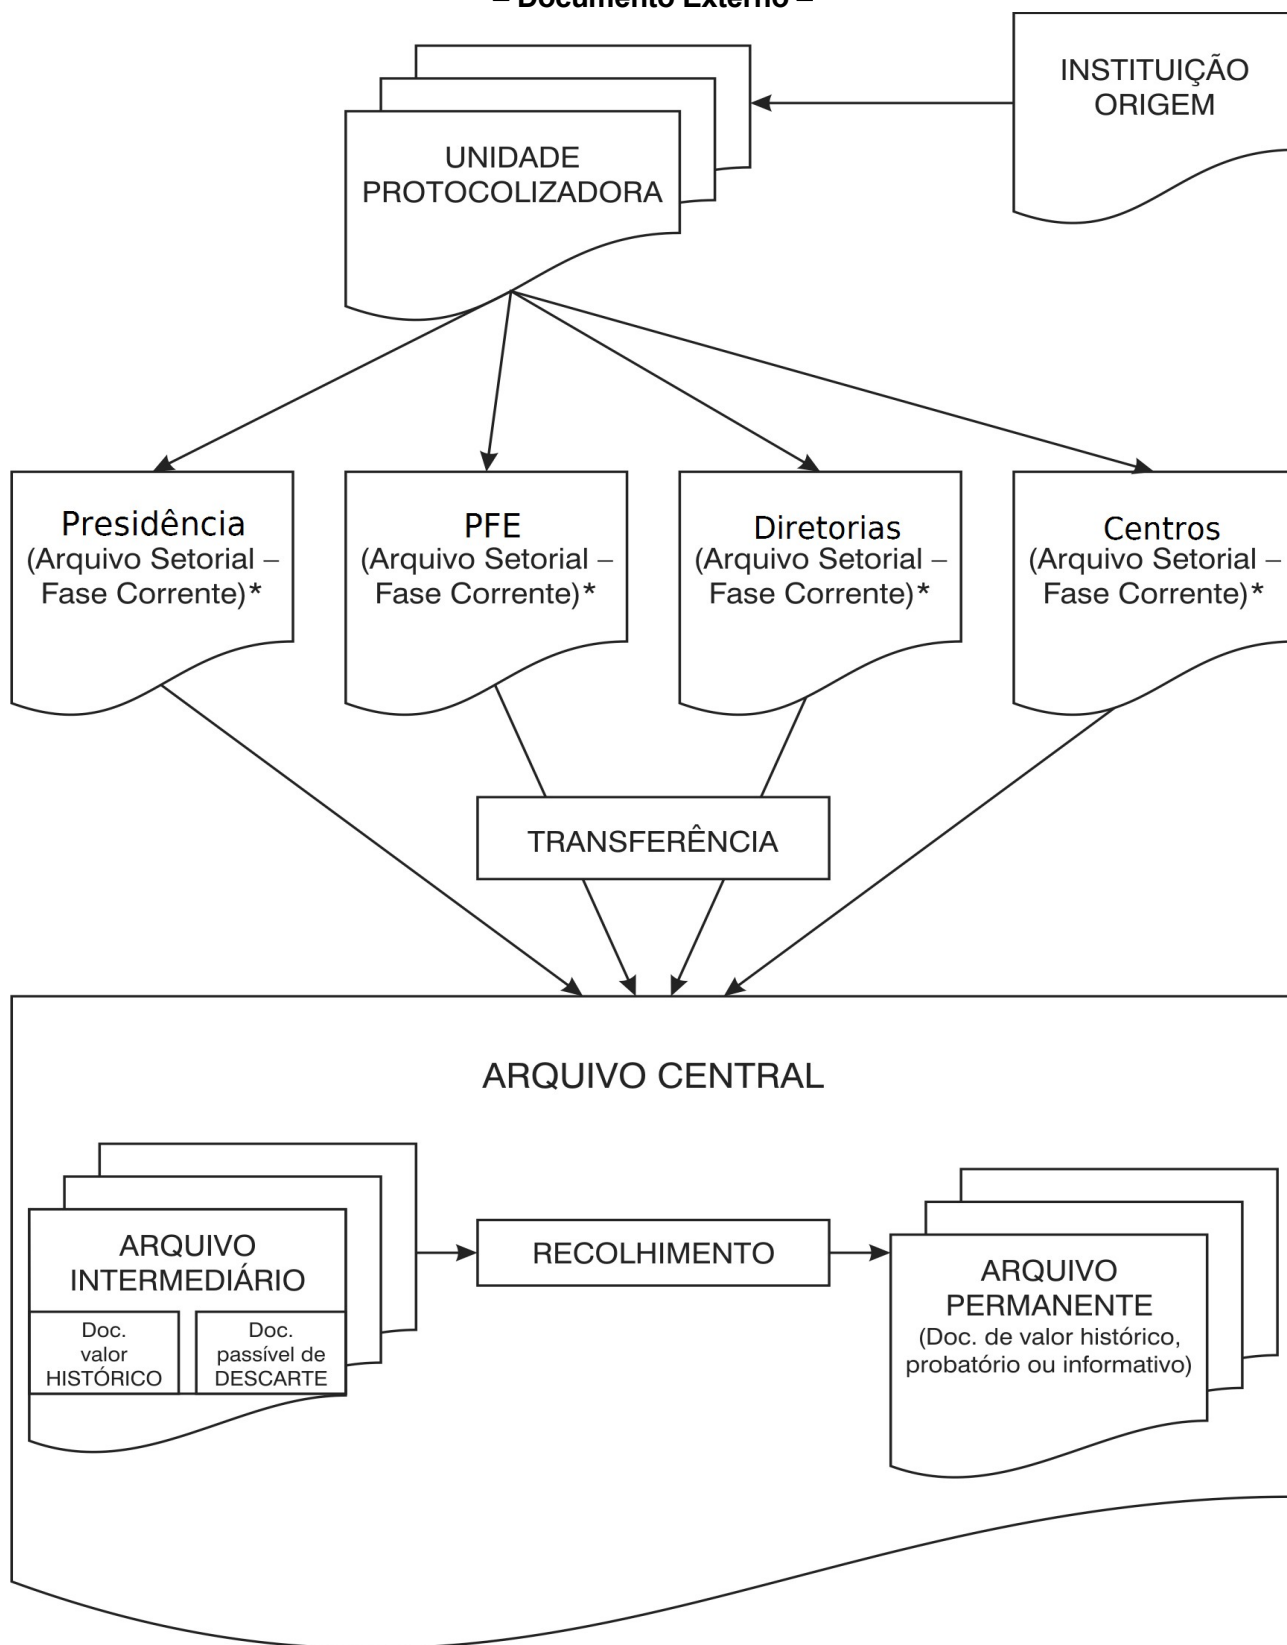 – Documento Externo –
INSTITUIÇÃO
ORIGEM
UNIDADE
PROTOCOLIZADORA
Presidência
(Arquivo Setorial –
Fase Corrente)*
PFE
(Arquivo Setorial –
Fase Corrente)*
Diretorias
(Arquivo Setorial –
Fase Corrente)*
Centros
(Arquivo Setorial –
Fase Corrente)*
TRANSFERÊNCIA
ARQUIVO CENTRAL
ARQUIVO
INTERMEDIÁRIO
Doc.
valor
HISTÓRICO
Doc.
passível de
DESCARTE
RECOLHIMENTO
ARQUIVO
PERMANENTE
(Doc. de valor histórico,
probatório ou informativo)